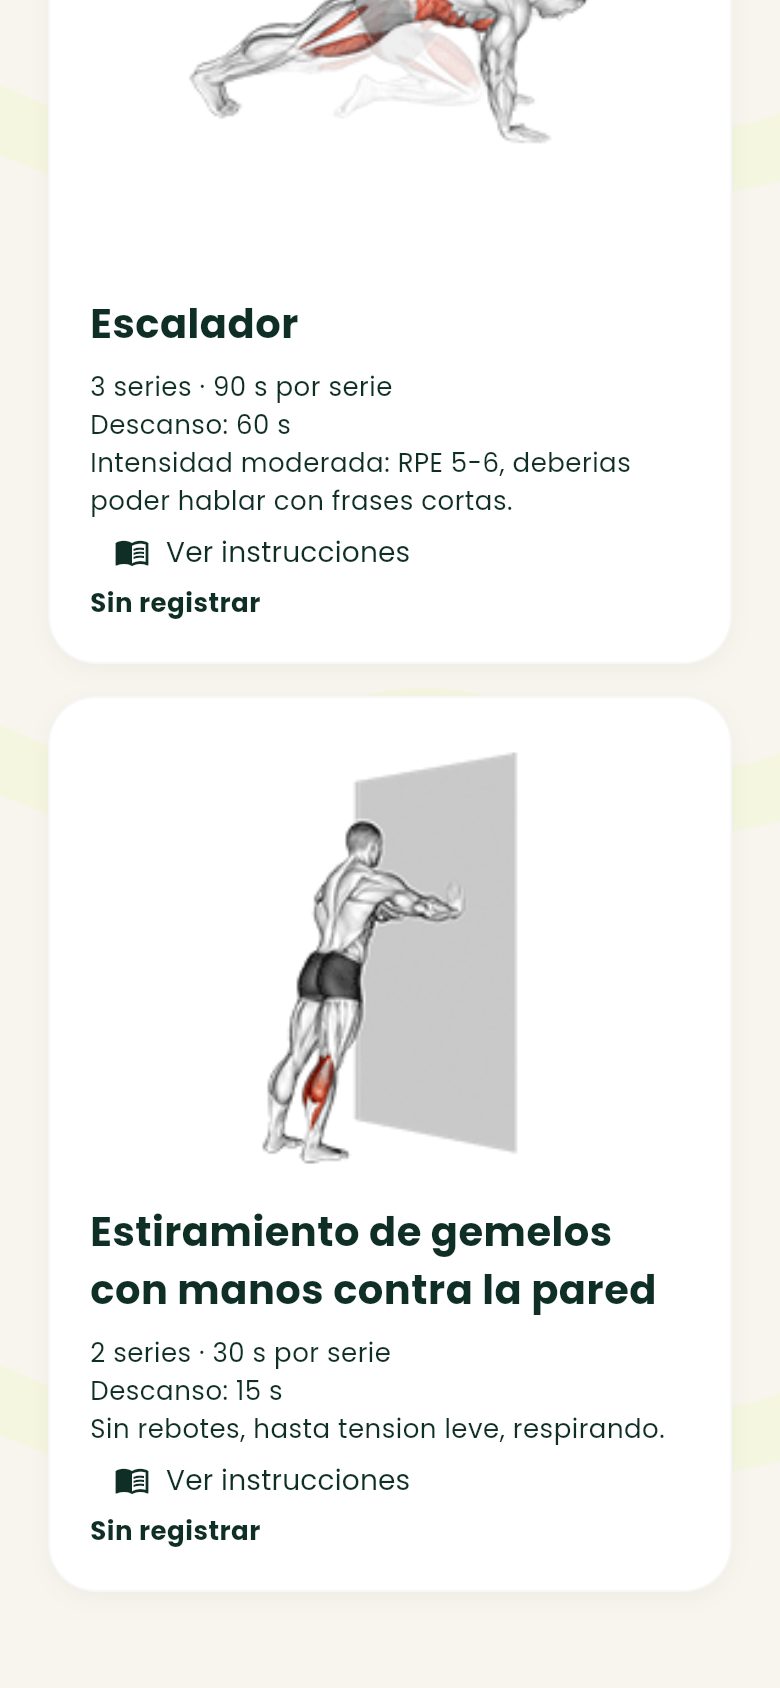 Escalador
3 series · 90 s por serie
Descanso: 60 s
Intensidad moderada: RPE 5-6, deberias
poder hablar con frases cortas.
Ver instrucciones
Sin registrar
Estiramiento de gemelos
con manos contra la pared
2 series · 30 s por serie
Descanso: 15 s
Sin rebotes, hasta tension leve, respirando.
Ver instrucciones
Sin registrar